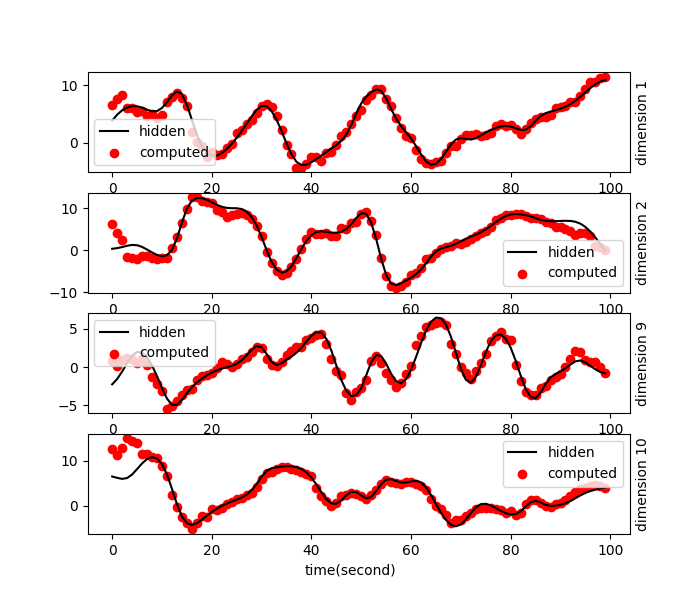 10
0
hidden
computed
0 20 40 60 80 100
dimension 1
10
0
−10
hidden
computed
0 20 40 60 80 100
dimension 2
5
0
−5
hidden
computed
0 20 40 60 80 100
dimension 9
10
0
hidden
computed
0 20 40 60 80 100
dimension 10
time(second)